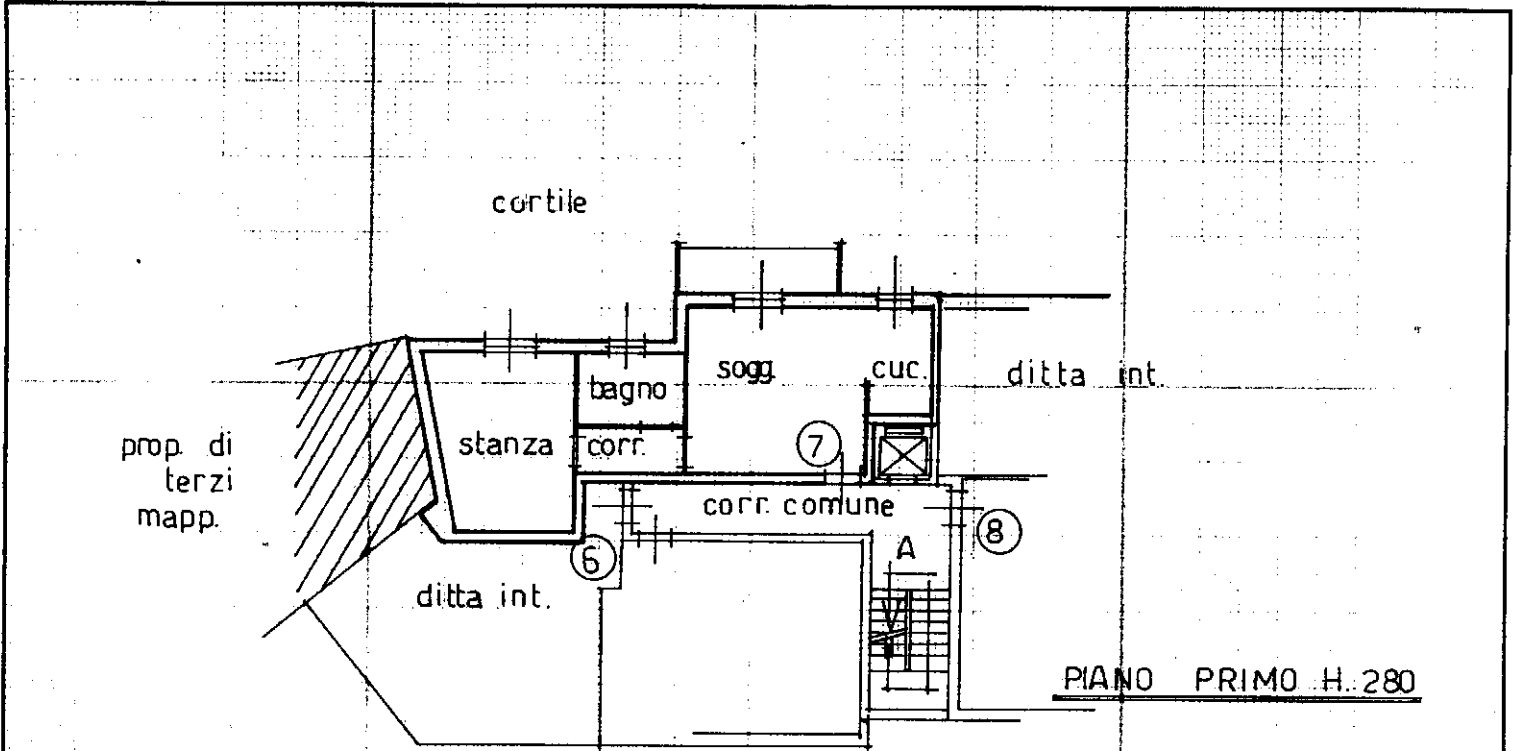 cortile
sogg.
cuc.
ditta int.
bagno
stanza
corr.
7
prop. di
terzi
mapp.
corr. comune
8
6
A
ditta int.
PIANO PRIMO H. 280